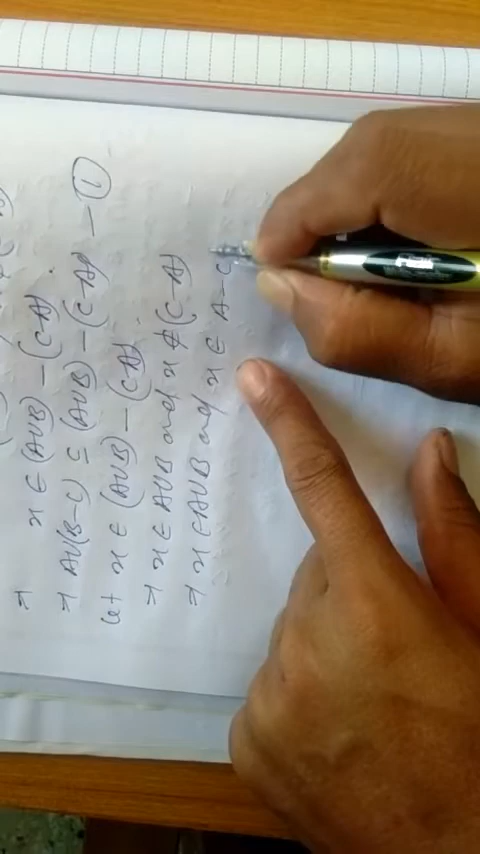 ⇒ x ∈ (A∪B) - (C-A).
⇒ A∪(B-C) ⊆ (A∪B) - (C-A) - ①
let x ∈ (A∪B) - (C-A).
⇒ x ∈ A∪B and x ∉ (C-A)
⇒ x ∈ A∪B and x ∈ A-C